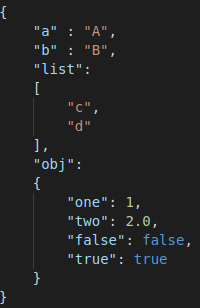 {
    "a" : "A",
    "b" : "B",
    "list":
    [
        "c",
        "d"
    ],
    "obj":
    {
        "one": 1,
        "two": 2.0,
        "false": false,
        "true": true
    }
}